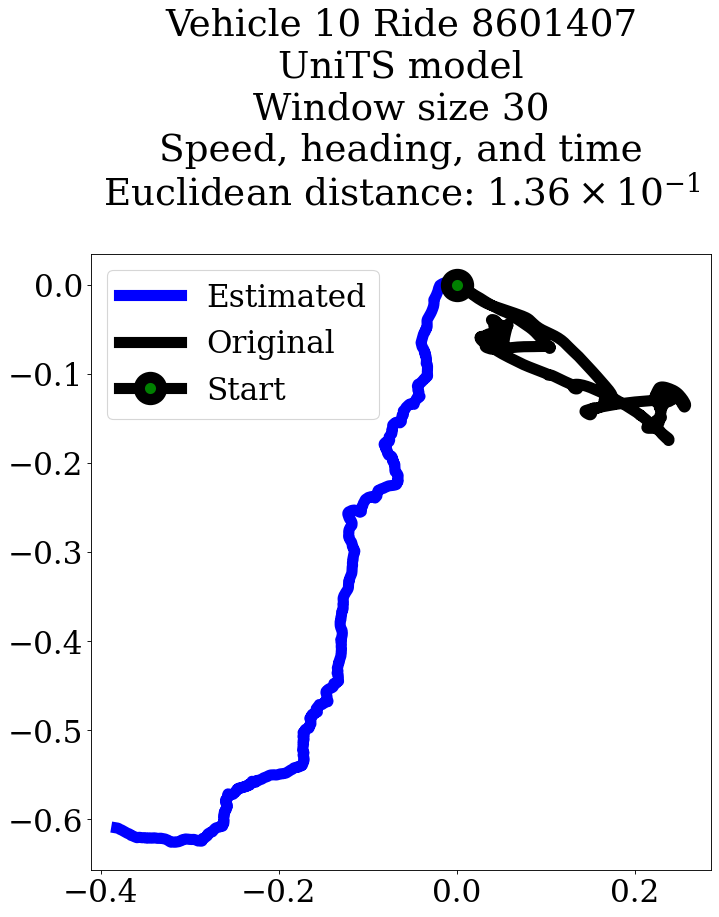 Vehicle 10 Ride 8601407
UniTS model
Window size 30
Speed, heading, and time
Euclidean distance: 1.36 × 10⁻¹
Estimated
Original
Start
0.0
−0.1
−0.2
−0.3
−0.4
−0.5
−0.6
−0.4 −0.2 0.0 0.2